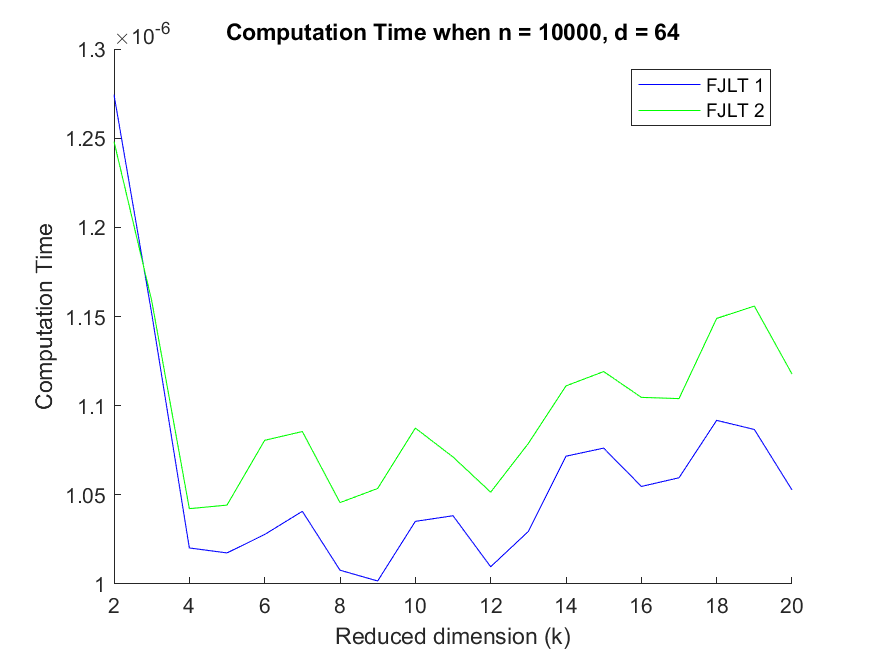 ×10-6
Computation Time when n = 10000, d = 64
FJLT 1
FJLT 2
Computation Time
1.3
1.25
1.2
1.15
1.1
1.05
1
2 4 6 8 10 12 14 16 18 20
Reduced dimension (k)